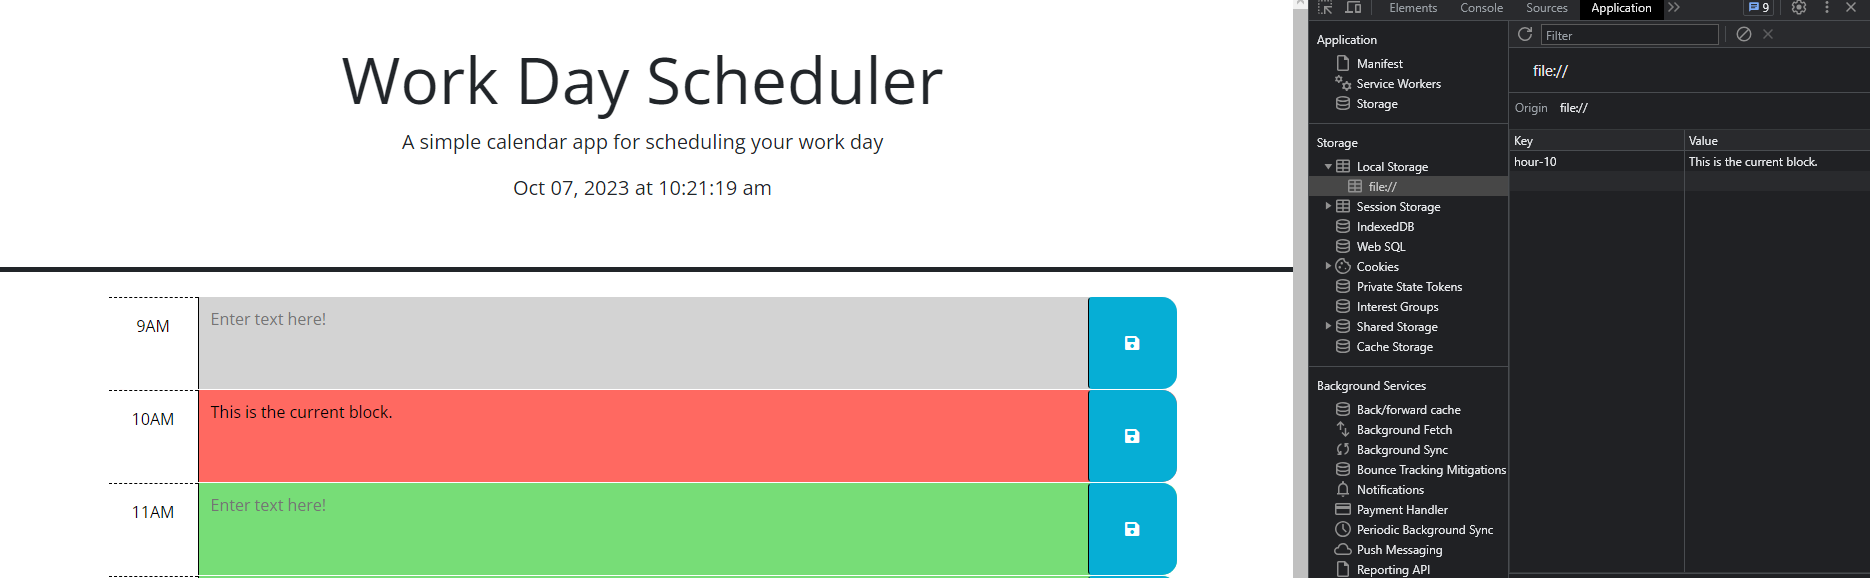 Work Day Scheduler
A simple calendar app for scheduling your work day
Oct 07, 2023 at 10:21:19 am
9AM
Enter text here!
10AM
This is the current block.
11AM
Enter text here!
Elements Console Sources Application 9
Application
Manifest
Service Workers
Storage
Storage
Local Storage
file://
Session Storage
IndexedDB
Web SQL
Cookies
Private State Tokens
Interest Groups
Shared Storage
Cache Storage
Background Services
Back/forward cache
Background Fetch
Background Sync
Bounce Tracking Mitigations
Notifications
Payment Handler
Periodic Background Sync
Push Messaging
Reporting API
Filter
file://
Origin file://
Key Value
hour-10 This is the current block.